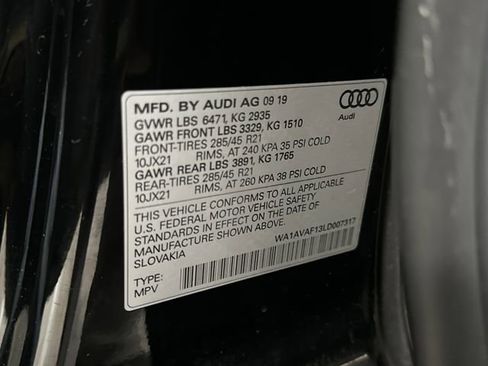 MFD. BY AUDI AG 09 19
GVWR LBS 6471, KG 2935
GAWR FRONT LBS 3329, KG 1510
FRONT-TIRES 285/45 R21
10JX21 RIMS, AT 240 KPA 35 PSI COLD
GAWR REAR LBS 3891, KG 1765
REAR-TIRES 285/45 R21
10JX21 RIMS, AT 260 KPA 38 PSI COLD
THIS VEHICLE CONFORMS TO ALL APPLICABLE
U.S. FEDERAL MOTOR VEHICLE SAFETY
STANDARDS IN EFFECT ON THE DATE OF
MANUFACTURE SHOWN ABOVE.
SLOVAKIA WA1AVAF13LD007317
TYPE:
MPV
Audi